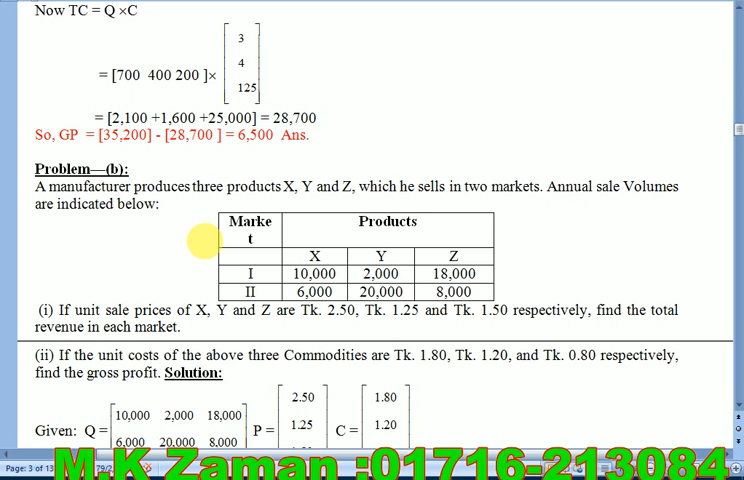 Now TC = Q ×C
3
4
= [700 400 200 ]×
125
= [2,100 +1,600 +25,000] = 28,700
So, GP = [35,200] - [28,700 ] = 6,500 Ans.
Problem—(b):
A manufacturer produces three products X, Y and Z, which he sells in two markets. Annual sale Volumes
are indicated below:
Marke Products
t
X Y Z
I 10,000 2,000 18,000
II 6,000 20,000 8,000
(i) If unit sale prices of X, Y and Z are Tk. 2.50, Tk. 1.25 and Tk. 1.50 respectively, find the total
revenue in each market.
(ii) If the unit costs of the above three Commodities are Tk. 1.80, Tk. 1.20, and Tk. 0.80 respectively,
find the gross profit. Solution:
2.50 1.80
10,000 2,000 18,000
Given: Q = P = 1.25 C = 1.20
6,000 20,000 8,000
Page: 3 of 13
M.K Zaman :01716-213084